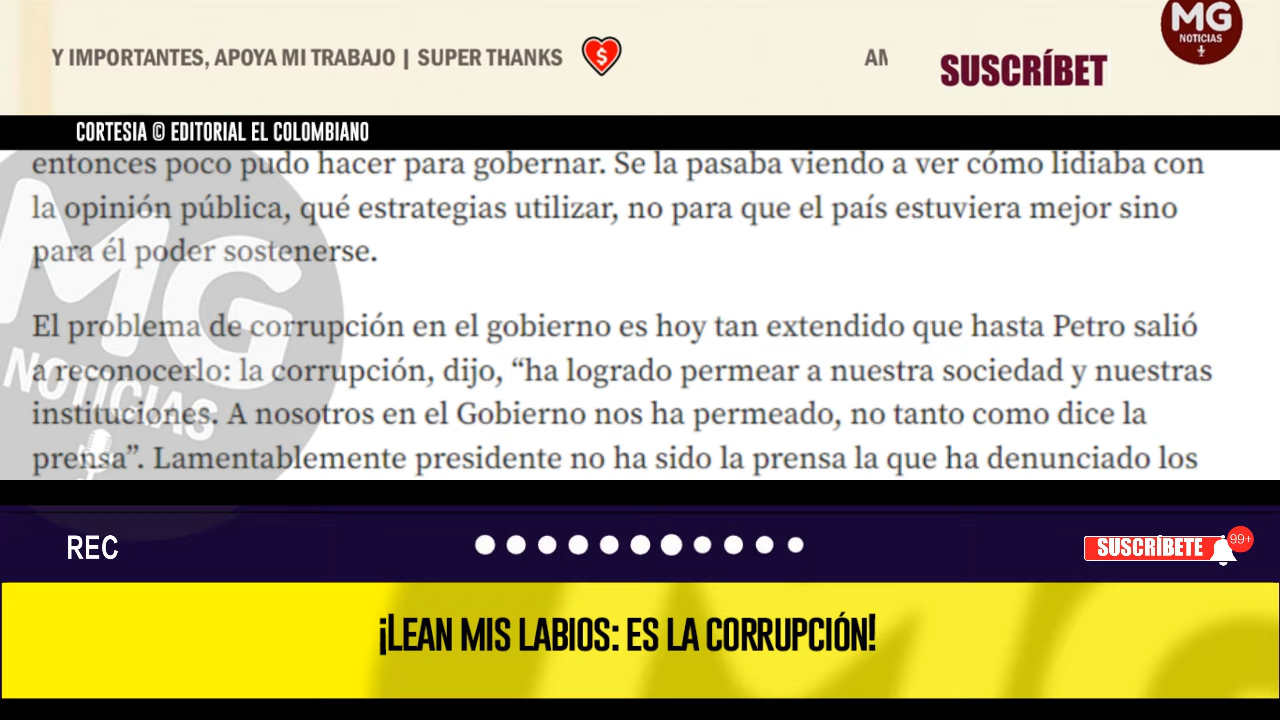 Y IMPORTANTES, APOYA MI TRABAJO | SUPER THANKS
AM
SUSCRÍBET
MG
NOTICIAS
CORTESIA © EDITORIAL EL COLOMBIANO
entonces poco pudo hacer para gobernar. Se la pasaba viendo a ver cómo lidiaba con
la opinión pública, qué estrategias utilizar, no para que el país estuviera mejor sino
para él poder sostenerse.
El problema de corrupción en el gobierno es hoy tan extendido que hasta Petro salió
a reconocerlo: la corrupción, dijo, “ha logrado permear a nuestra sociedad y nuestras
instituciones. A nosotros en el Gobierno nos ha permeado, no tanto como dice la
prensa”. Lamentablemente presidente no ha sido la prensa la que ha denunciado los
MG
NOTICIAS
REC
SUSCRÍBETE
99+
¡LEAN MIS LABIOS: ES LA CORRUPCIÓN!